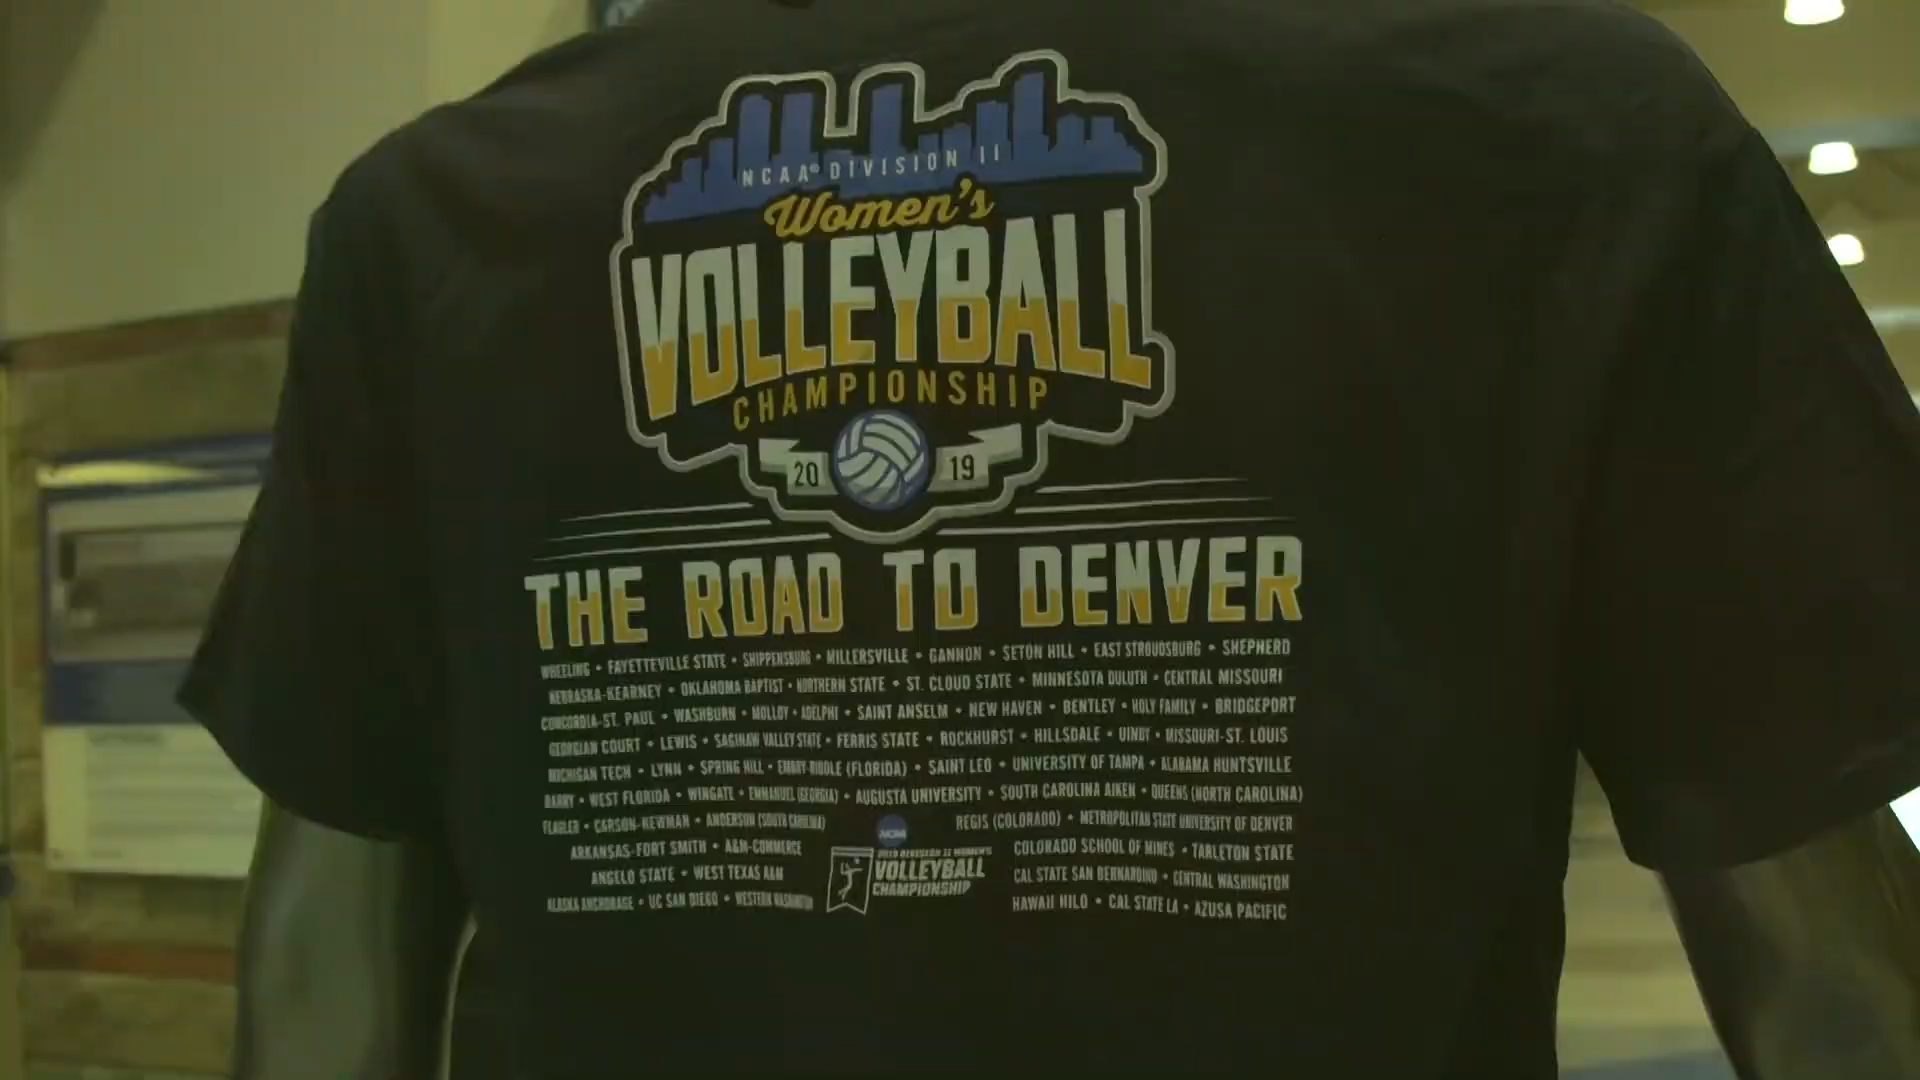 NCAA® DIVISION II
Women's
VOLLEYBALL
CHAMPIONSHIP
20 19
THE ROAD TO DENVER
WHEELING • FAYETTEVILLE STATE • SHIPPENSBURG • MILLERSVILLE • GANNON • SETON HILL • EAST STROUDSBURG • SHEPHERD
NEBRASKA-KEARNEY • OKLAHOMA BAPTIST • NORTHERN STATE • ST. CLOUD STATE • MINNESOTA DULUTH • CENTRAL MISSOURI
CONCORDIA-ST. PAUL • WASHBURN • MOLLOY • ADELPHI • SAINT ANSELM • NEW HAVEN • BENTLEY • HOLY FAMILY • BRIDGEPORT
GEORGIAN COURT • LEWIS • SAGINAW VALLEY STATE • FERRIS STATE • ROCKHURST • HILLSDALE • UINDY • MISSOURI-ST. LOUIS
MICHIGAN TECH • LYNN • SPRING HILL • EMBRY-RIDDLE (FLORIDA) • SAINT LEO • UNIVERSITY OF TAMPA • ALABAMA HUNTSVILLE
BARRY • WEST FLORIDA • WINGATE • EMMANUEL (GEORGIA) • AUGUSTA UNIVERSITY • SOUTH CAROLINA AIKEN • QUEENS (NORTH CAROLINA)
FLAGLER • CARSON-NEWMAN • ANDERSON (SOUTH CAROLINA) NCAA REGIS (COLORADO) • METROPOLITAN STATE UNIVERSITY OF DENVER
ARKANSAS-FORT SMITH • A&M-COMMERCE 2019 DIVISION II WOMEN'S COLORADO SCHOOL OF MINES • TARLETON STATE
ANGELO STATE • WEST TEXAS A&M VOLLEYBALL CAL STATE SAN BERNARDINO • CENTRAL WASHINGTON
ALASKA ANCHORAGE • UC SAN DIEGO • WESTERN WASHINGTON CHAMPIONSHIP HAWAII HILO • CAL STATE LA • AZUSA PACIFIC